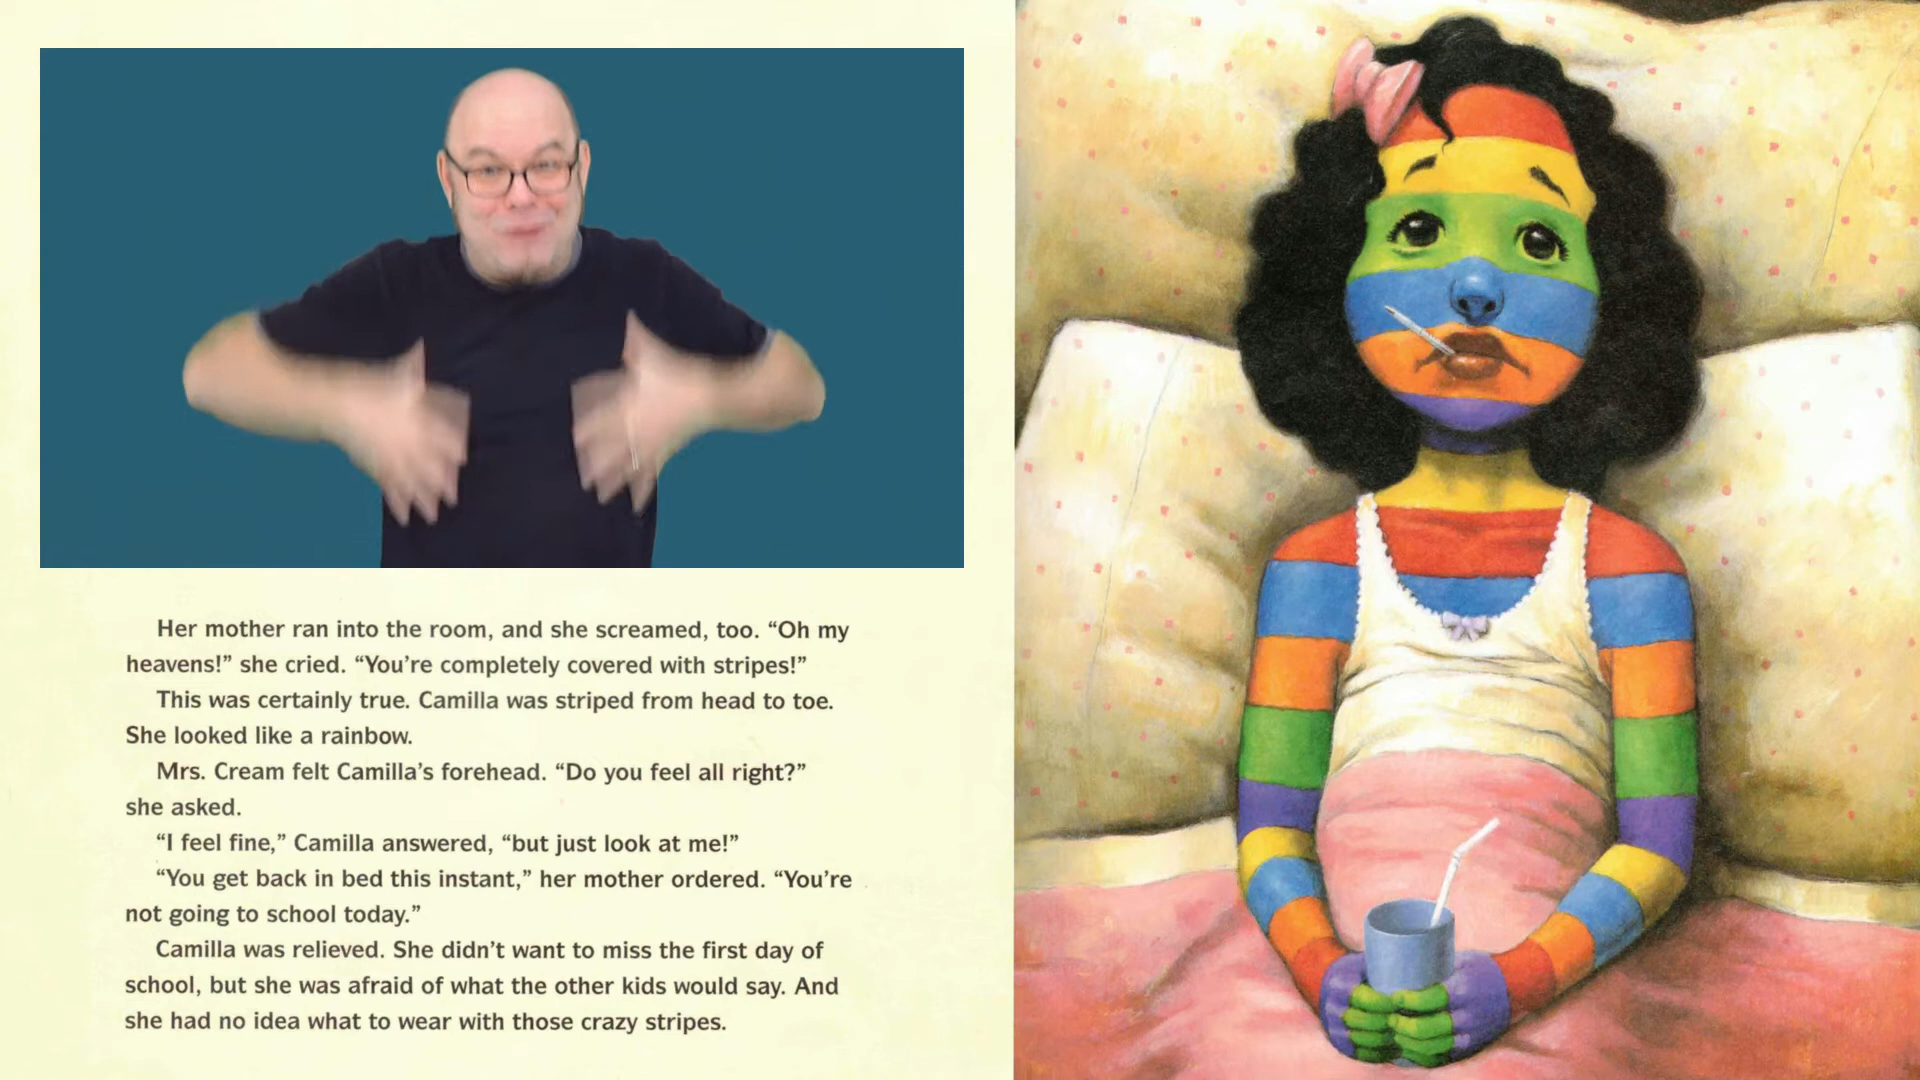 Her mother ran into the room, and she screamed, too. “Oh my
heavens!” she cried. “You’re completely covered with stripes!”
This was certainly true. Camilla was striped from head to toe.
She looked like a rainbow.
Mrs. Cream felt Camilla’s forehead. “Do you feel all right?”
she asked.
“I feel fine,” Camilla answered, “but just look at me!”
“You get back in bed this instant,” her mother ordered. “You’re
not going to school today.”
Camilla was relieved. She didn’t want to miss the first day of
school, but she was afraid of what the other kids would say. And
she had no idea what to wear with those crazy stripes.